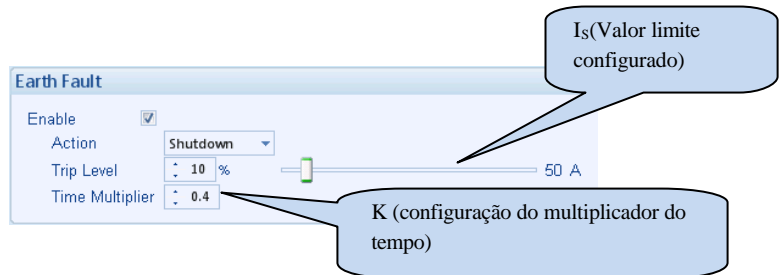 I_S(Valor limite
configurado)
Earth Fault
Enable
Action Shutdown
Trip Level 10 % 50 A
Time Multiplier 0.4
K (configuração do multiplicador do
tempo)